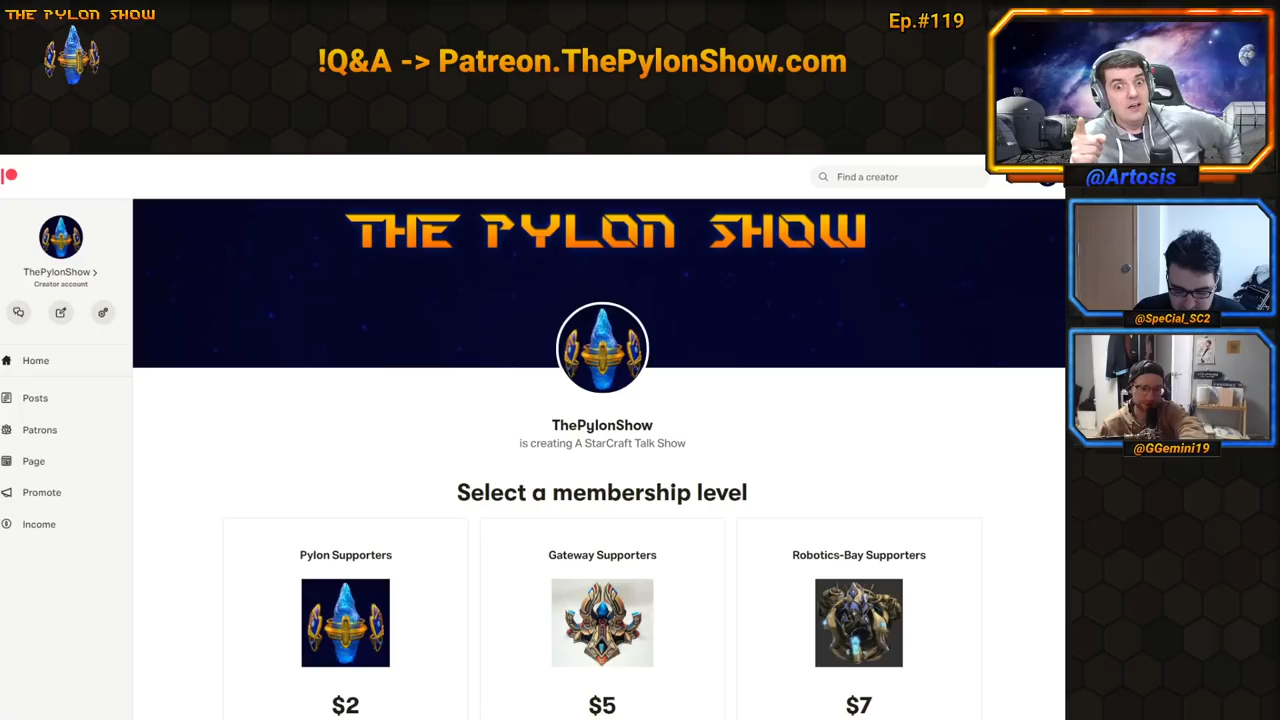 THE PYLON SHOW
!Q&A -> Patreon.ThePylonShow.com
Ep.#119
@Artosis
@SpeCial_SC2
@GGemini19
Find a creator
ThePylonShow
Creator account
Home
Posts
Patrons
Page
Promote
Income
THE PYLON SHOW
ThePylonShow
is creating A StarCraft Talk Show
Select a membership level
Pylon Supporters
Gateway Supporters
Robotics-Bay Supporters
$2
$5
$7